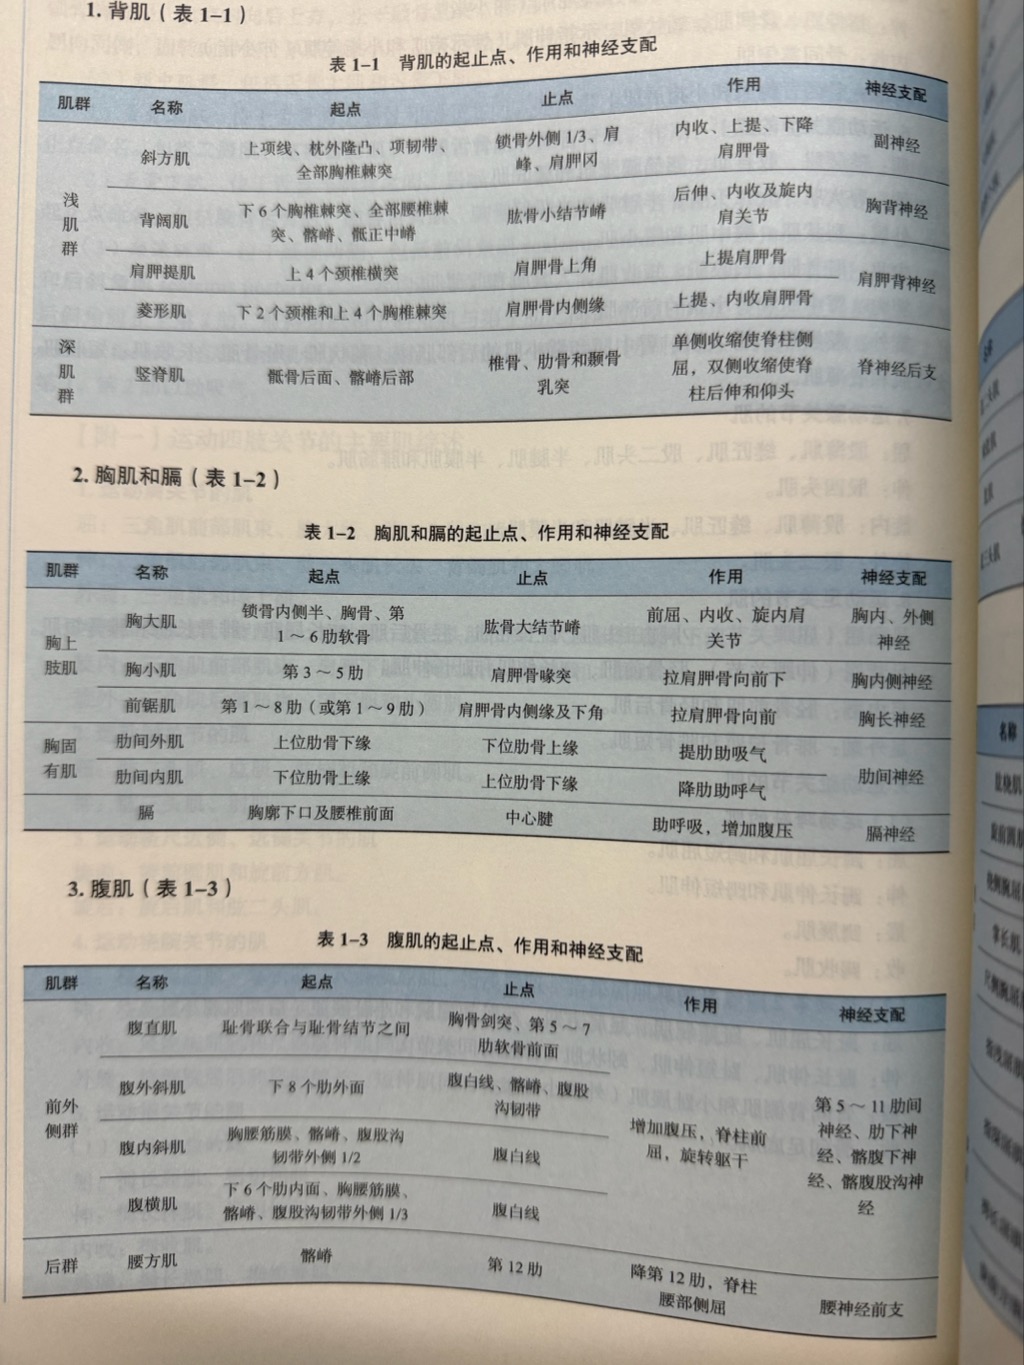 1. 背肌（表 1-1）
表 1-1 背肌的起止点、作用和神经支配
肌群 名称 起点 止点 作用 神经支配
浅肌群 斜方肌 上项线、枕外隆凸、项韧带、全部胸椎棘突 锁骨外侧 1/3、肩峰、肩胛冈 内收、上提、下降肩胛骨 副神经
背阔肌 下 6 个胸椎棘突、全部腰椎棘突、髂嵴、骶正中嵴 肱骨小结节嵴 后伸、内收及旋内肩关节 胸背神经
肩胛提肌 上 4 个颈椎横突 肩胛骨上角 上提肩胛骨 肩胛背神经
菱形肌 下 2 个颈椎和上 4 个胸椎棘突 肩胛骨内侧缘 上提、内收肩胛骨
深肌群 竖脊肌 骶骨后面、髂嵴后部 椎骨、肋骨和颞骨乳突 单侧收缩使脊柱侧屈，双侧收缩使脊柱后伸和仰头 脊神经后支
2. 胸肌和膈（表 1-2）
表 1-2 胸肌和膈的起止点、作用和神经支配
肌群 名称 起点 止点 作用 神经支配
胸上肢肌 胸大肌 锁骨内侧半、胸骨、第 1～6 肋软骨 肱骨大结节嵴 前屈、内收、旋内肩关节 胸内、外侧神经
胸小肌 第 3～5 肋 肩胛骨喙突 拉肩胛骨向前下 胸内侧神经
前锯肌 第 1～8 肋（或第 1～9 肋） 肩胛骨内侧缘及下角 拉肩胛骨向前 胸长神经
胸固有肌 肋间外肌 上位肋骨下缘 下位肋骨上缘 提肋助吸气 肋间神经
肋间内肌 下位肋骨上缘 上位肋骨下缘 降肋助呼气
膈 胸廓下口及腰椎前面 中心腱 助呼吸，增加腹压 膈神经
3. 腹肌（表 1-3）
表 1-3 腹肌的起止点、作用和神经支配
肌群 名称 起点 止点 作用 神经支配
前外侧群 腹直肌 耻骨联合与耻骨结节之间 胸骨剑突、第 5～7 肋软骨前面 增加腹压，脊柱前屈，旋转躯干 第 5～11 肋间神经、肋下神经、髂腹下神经、髂腹股沟神经
腹外斜肌 下 8 个肋外面 腹白线、髂嵴、腹股沟韧带
腹内斜肌 胸腰筋膜、髂嵴、腹股沟韧带外侧 1/2 腹白线
腹横肌 下 6 个肋内面、胸腰筋膜、髂嵴、腹股沟韧带外侧 1/3 腹白线
后群 腰方肌 髂嵴 第 12 肋 降第 12 肋，脊柱腰部侧屈 腰神经前支
名称